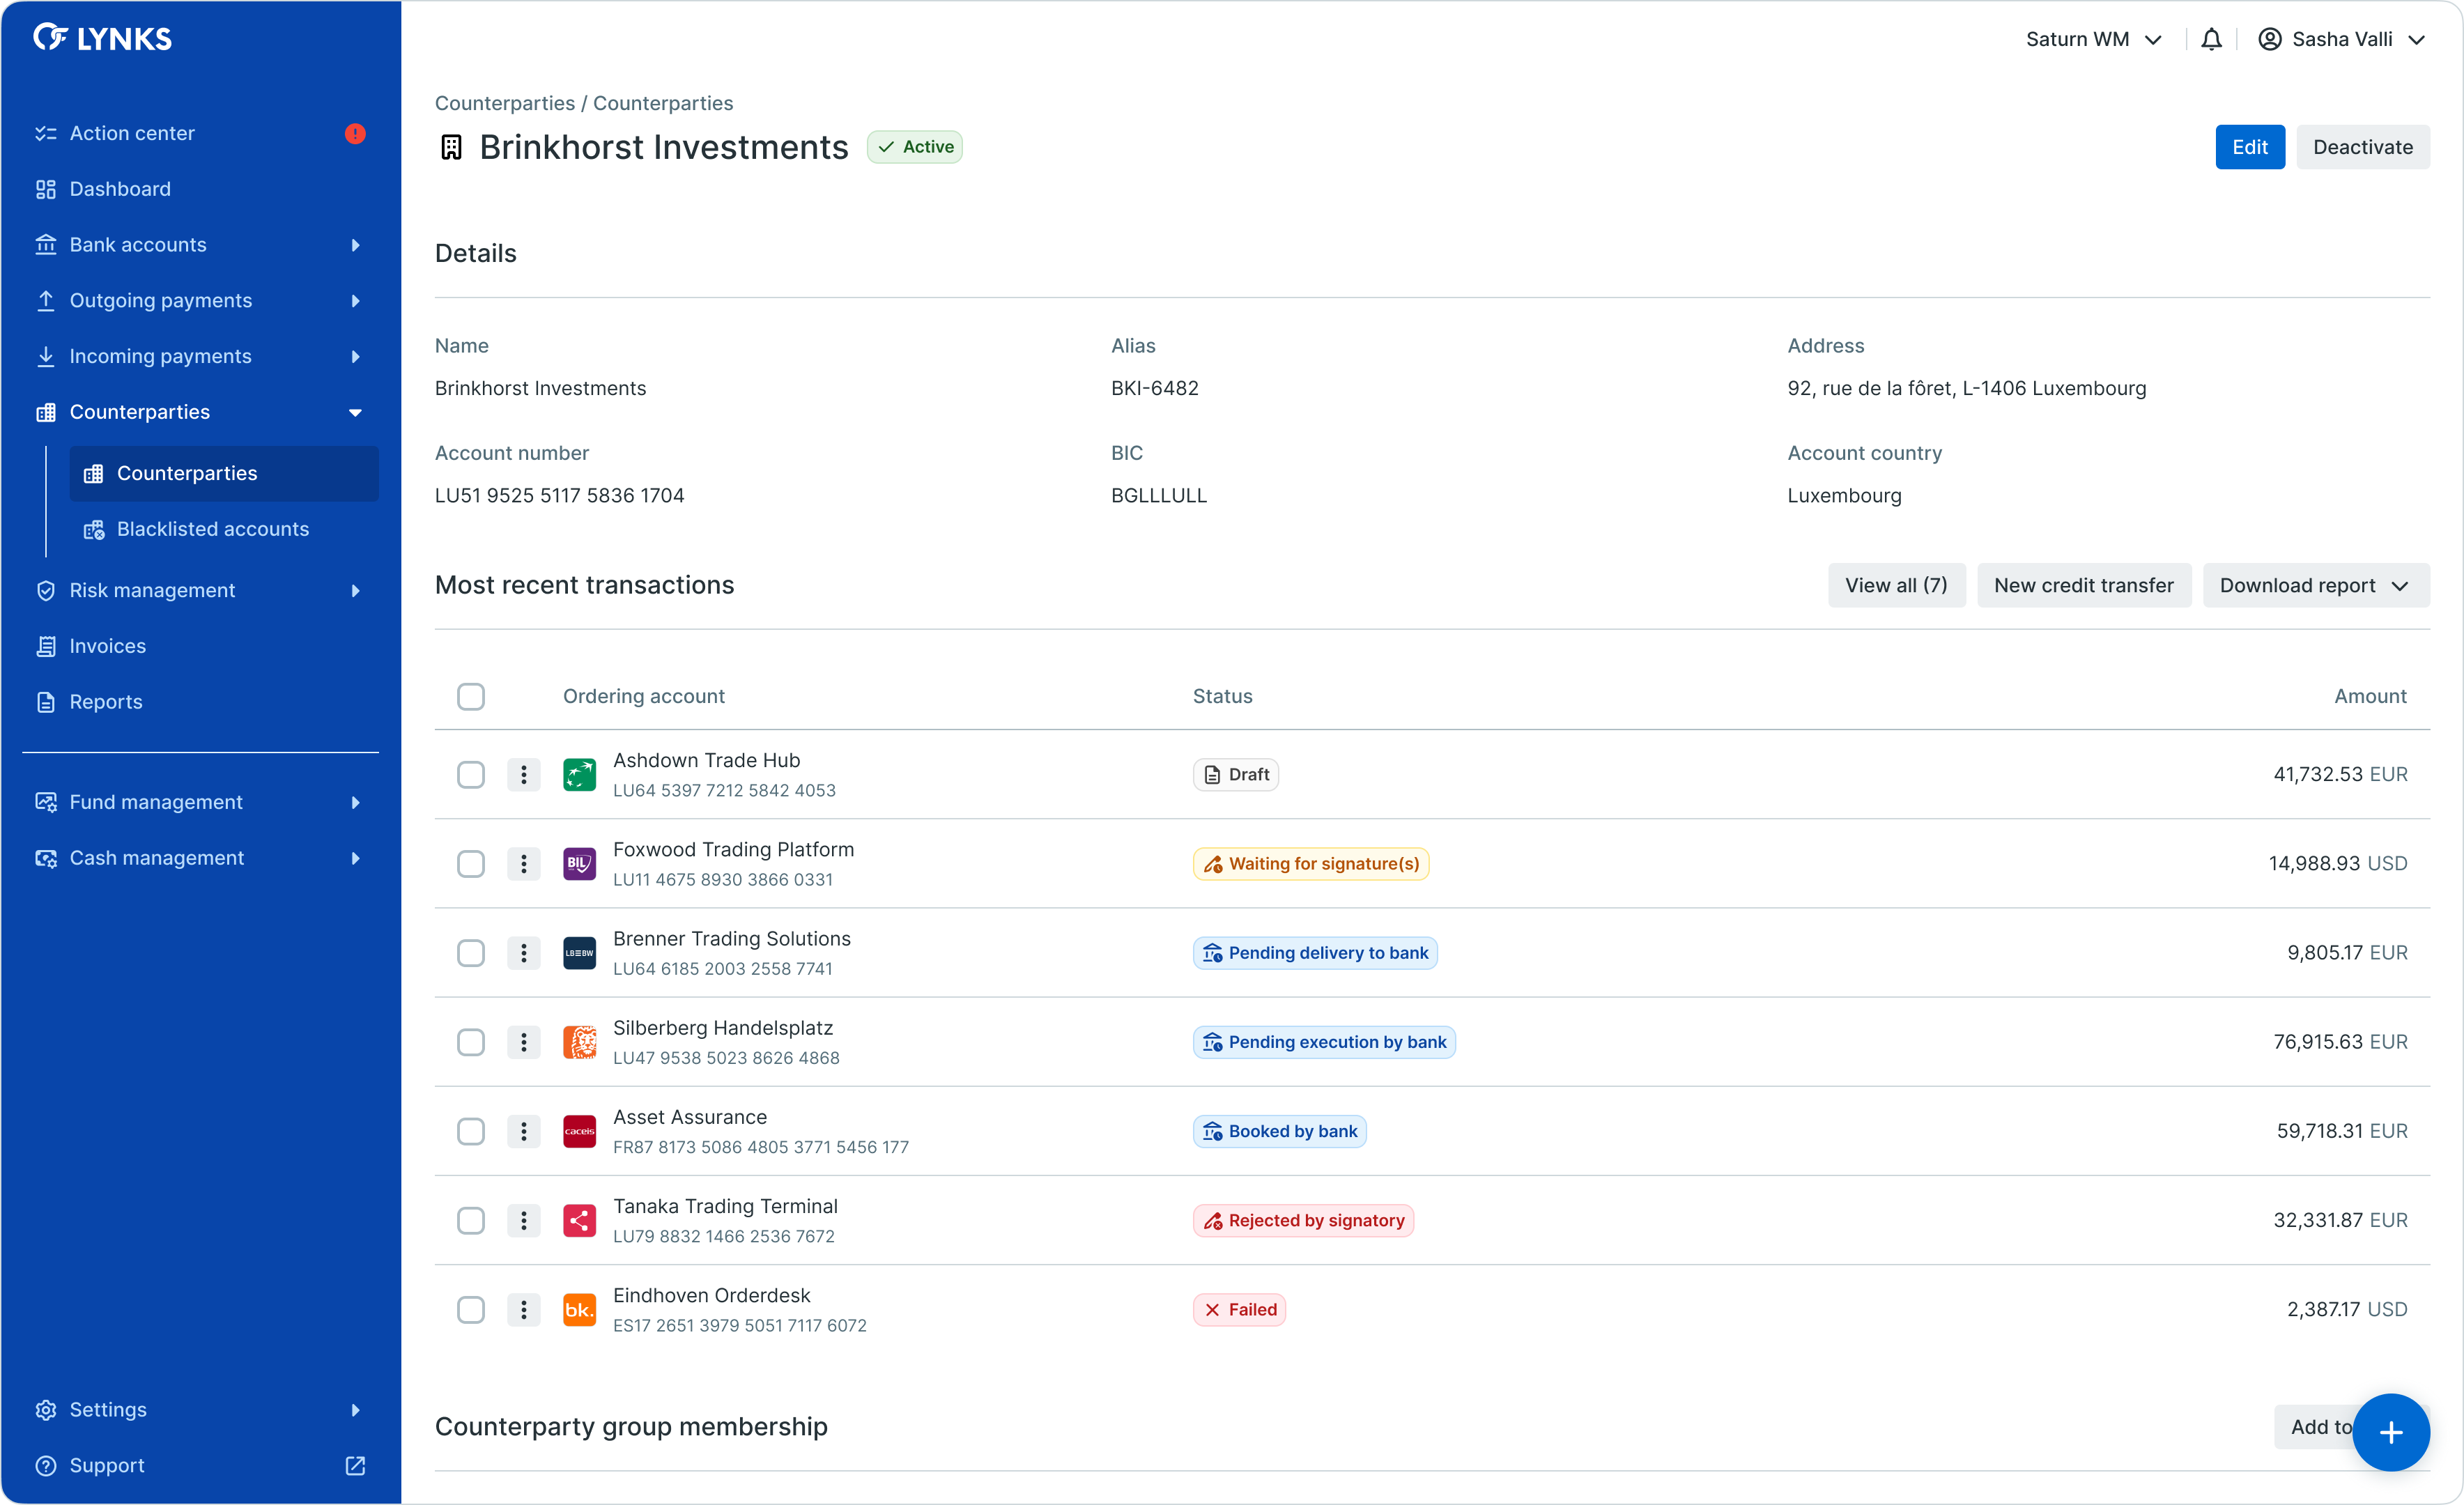 LYNKS
Saturn WM
Sasha Valli
Action center
Dashboard
Bank accounts
Outgoing payments
Incoming payments
Counterparties
Counterparties
Blacklisted accounts
Risk management
Invoices
Reports
Fund management
Cash management
Settings
Support
Counterparties / Counterparties
Brinkhorst Investments
Active
Edit
Deactivate
Details
Name
Alias
Address
Brinkhorst Investments
BKI-6482
92, rue de la fôret, L-1406 Luxembourg
Account number
BIC
Account country
LU51 9525 5117 5836 1704
BGLLLULL
Luxembourg
Most recent transactions
View all (7)
New credit transfer
Download report
Ordering account
Status
Amount
Ashdown Trade Hub
LU64 5397 7212 5842 4053
Draft
41,732.53 EUR
BIL
Foxwood Trading Platform
LU11 4675 8930 3866 0331
Waiting for signature(s)
14,988.93 USD
LB≡BW
Brenner Trading Solutions
LU64 6185 2003 2558 7741
Pending delivery to bank
9,805.17 EUR
Silberberg Handelsplatz
LU47 9538 5023 8626 4868
Pending execution by bank
76,915.63 EUR
caceis
Asset Assurance
FR87 8173 5086 4805 3771 5456 177
Booked by bank
59,718.31 EUR
Tanaka Trading Terminal
LU79 8832 1466 2536 7672
Rejected by signatory
32,331.87 EUR
bk.
Eindhoven Orderdesk
ES17 2651 3979 5051 7117 6072
Failed
2,387.17 USD
Counterparty group membership
Add to